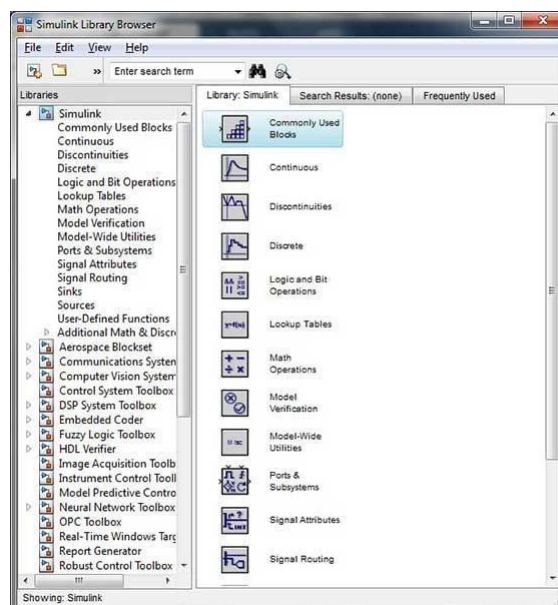 Simulink Library Browser
File Edit View Help
» Enter search term
Libraries
Library: Simulink Search Results: (none) Frequently Used
Simulink
Commonly Used Blocks
Continuous
Discontinuities
Discrete
Logic and Bit Operations
Lookup Tables
Math Operations
Model Verification
Model-Wide Utilities
Ports & Subsystems
Signal Attributes
Signal Routing
Sinks
Sources
User-Defined Functions
Additional Math & Discre
Aerospace Blockset
Communications System
Computer Vision System
Control System Toolbox
DSP System Toolbox
Embedded Coder
Fuzzy Logic Toolbox
HDL Verifier
Image Acquisition Toolb
Instrument Control Toolb
Model Predictive Contro
Neural Network Toolbox
OPC Toolbox
Real-Time Windows Targ
Report Generator
Robust Control Toolbox
Commonly Used
Blocks
Continuous
Discontinuities
Discrete
Logic and Bit
Operations
y=f(u)
Lookup Tables
Math
Operations
Model
Verification
Model-Wide
Utilities
Ports &
Subsystems
Signal Attributes
Signal Routing
Showing: Simulink